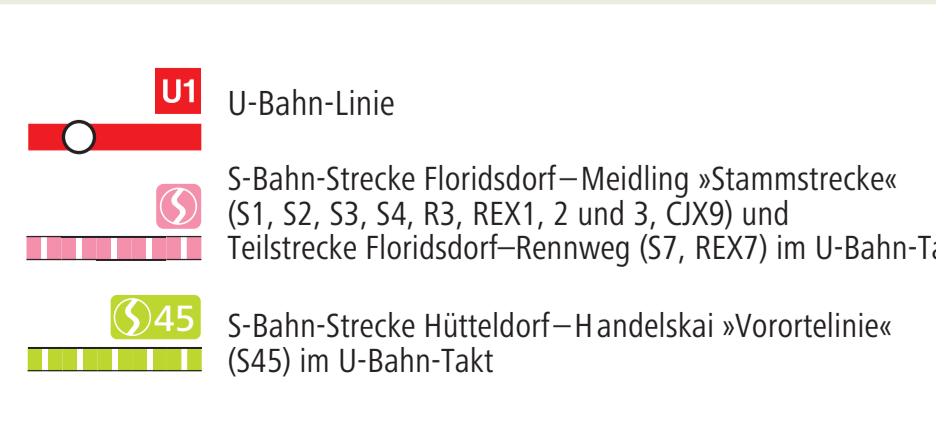 U1
U-Bahn-Linie
S-Bahn-Strecke Floridsdorf–Meidling »Stammstrecke«
(S1, S2, S3, S4, R3, REX1, 2 und 3, CJX9) und
Teilstrecke Floridsdorf–Rennweg (S7, REX7) im U-Bahn-Ta
45
S-Bahn-Strecke Hütteldorf–Handelskai »Vorortelinie«
(S45) im U-Bahn-Takt